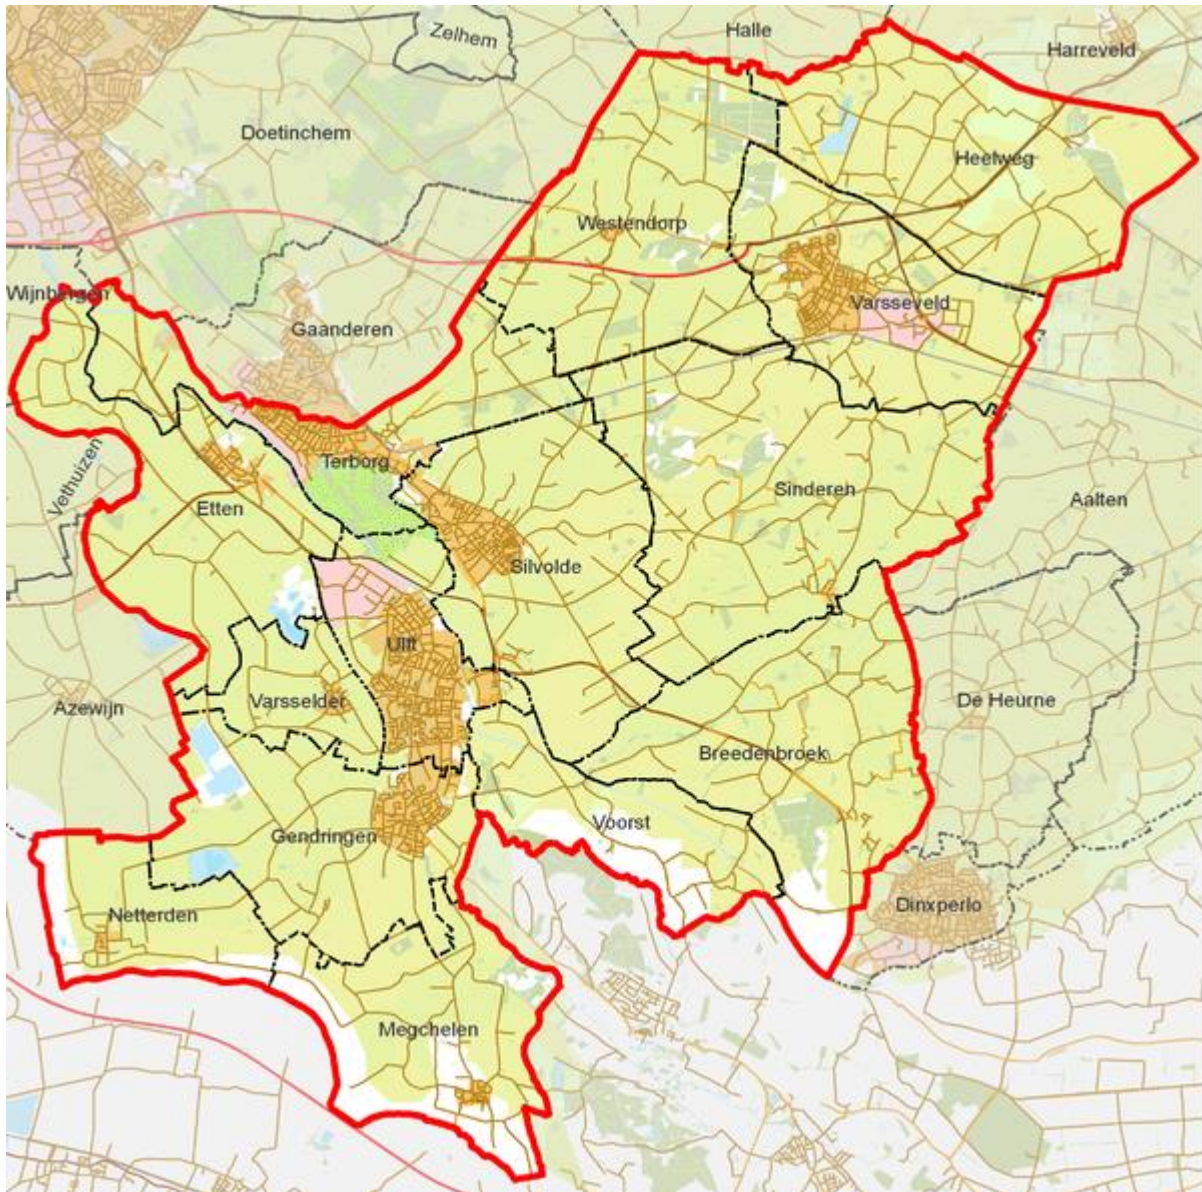 Halle
Zelhem
Harreveld
Doetinchem
Heelweg
Westendorp
Wijnbergen
Varsseveld
Gaanderen
Terborg
Vethuizen
Sinderen
Aalten
Etten
Silvolde
Ulft
Varsselder
De Heurne
Azewijn
Breedenbroek
Voorst
Gendringen
Dinxperlo
Netterden
Megchelen